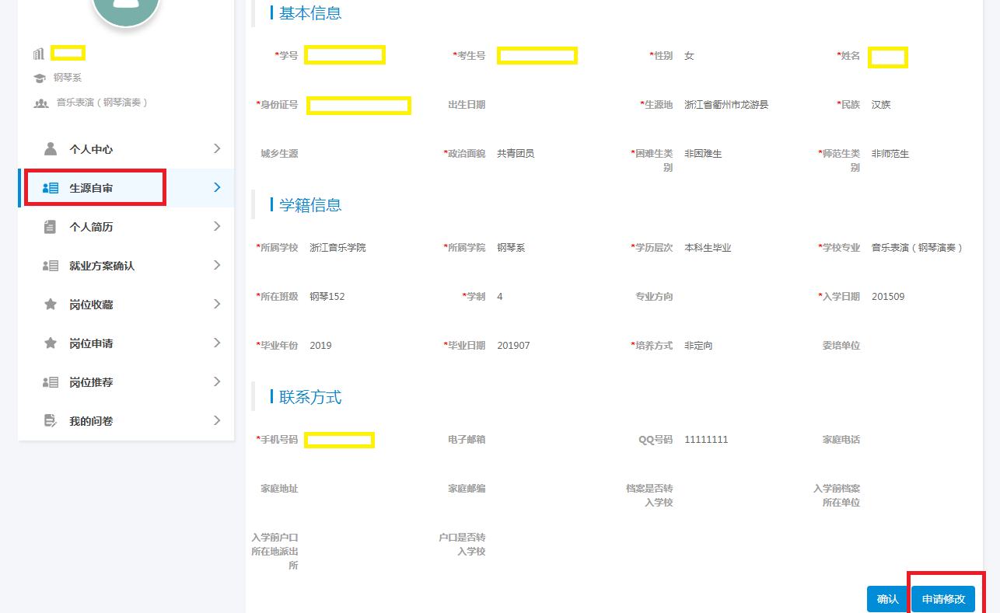 钢琴系
音乐表演（钢琴演奏）
个人中心
生源自审
个人简历
就业方案确认
岗位收藏
岗位申请
岗位推荐
我的问卷
基本信息
*学号 *考生号 *性别 女 *姓名
*身份证号 出生日期 *生源地 浙江省衢州市龙游县 *民族 汉族
城乡生源 *政治面貌 共青团员 *困难生类别 非困难生 *师范生类别 非师范生
学籍信息
*所属学校 浙江音乐学院 *所属学院 钢琴系 *学历层次 本科生毕业 *学校专业 音乐表演（钢琴演奏）
*所在班级 钢琴152 *学制 4 专业方向 *入学日期 201509
*毕业年份 2019 *毕业日期 201907 *培养方式 非定向 委培单位
联系方式
*手机号码 电子邮箱 QQ号码 11111111 家庭电话
家庭地址 家庭邮编 档案是否转入学校 入学前档案所在单位
入学前户口所在地派出所 户口是否转入学校
确认 申请修改